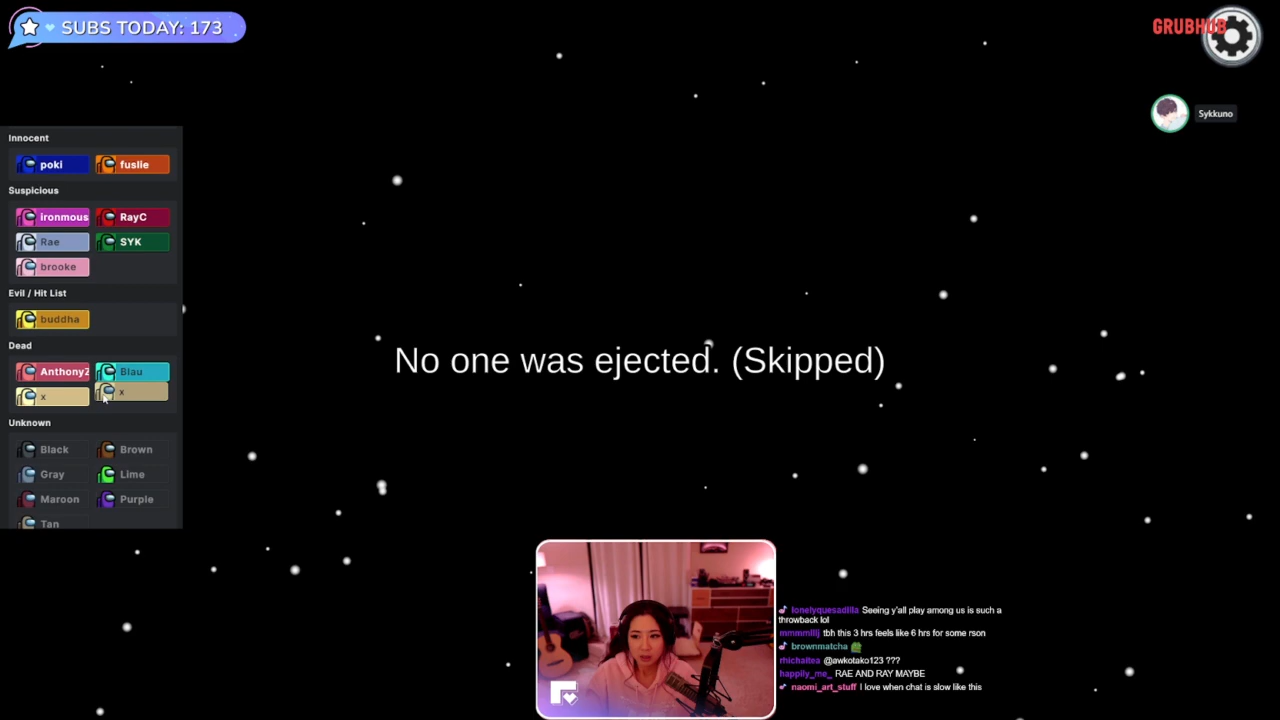 SUBS TODAY: 173
GRUBHUB
Sykkuno
Innocent
poki
fuslie
Suspicious
ironmous
RayC
Rae
SYK
brooke
Evil / Hit List
buddha
Dead
AnthonyZ
Blau
x
x
Unknown
Black
Brown
Gray
Lime
Maroon
Purple
Tan
No one was ejected. (Skipped)
lonelyquesadilla Seeing y'all play among us is such a
throwback lol
mmmmlllj tbh this 3 hrs feels like 6 hrs for some rson
brownmatcha
rhichaitea @awkotako123 ???
happily_me_ RAE AND RAY MAYBE
naomi_art_stuff I love when chat is slow like this